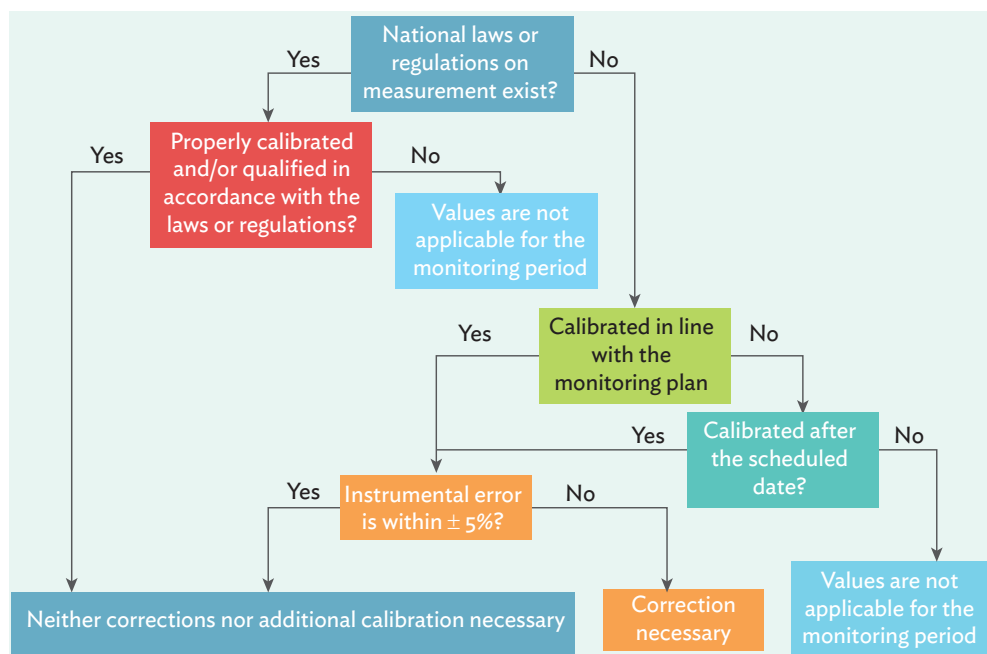 National laws or
regulations on
measurement exist?
Yes
No
Properly calibrated
and/or qualified in
accordance with the
laws or regulations?
Yes
No
Values are not
applicable for the
monitoring period
Calibrated in line
with the
monitoring plan
Yes
No
Calibrated after
the scheduled
date?
Yes
No
Instrumental error
is within ± 5%?
Yes
No
Neither corrections nor additional calibration necessary
Correction
necessary
Values are not
applicable for the
monitoring period